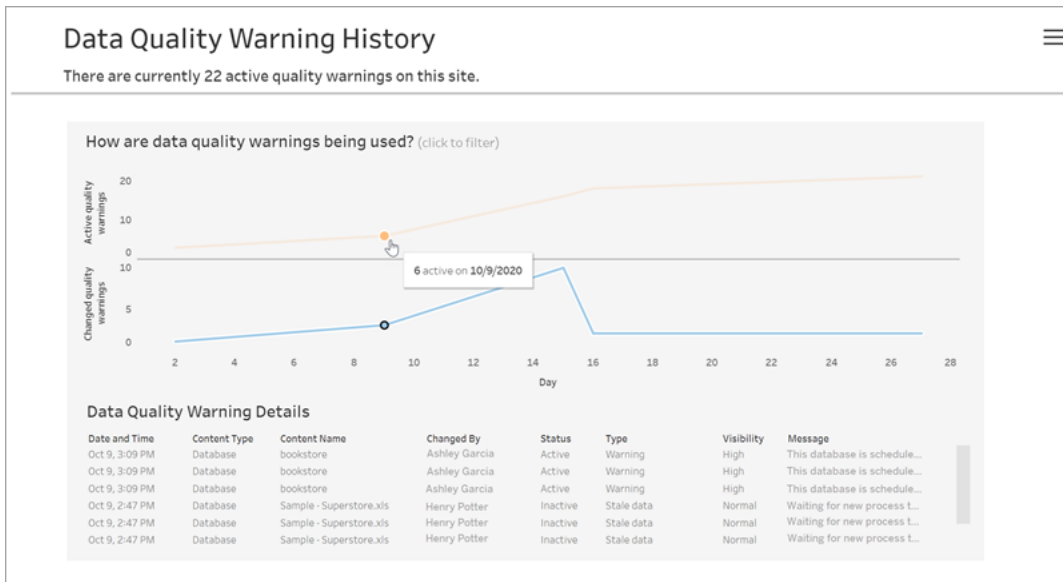 Data Quality Warning History
There are currently 22 active quality warnings on this site.
How are data quality warnings being used? (click to filter)
Active quality
warnings
20
10
0
6 active on 10/9/2020
Changed quality
warnings
10
5
0
2 4 6 8 10 12 14 16 18 20 22 24 26 28
Day
Data Quality Warning Details
Date and Time Content Type Content Name Changed By Status Type Visibility Message
Oct 9, 3:09 PM Database bookstore Ashley Garcia Active Warning High This database is schedule...
Oct 9, 3:09 PM Database bookstore Ashley Garcia Active Warning High This database is schedule...
Oct 9, 3:09 PM Database bookstore Ashley Garcia Active Warning High This database is schedule...
Oct 9, 2:47 PM Database Sample - Superstore.xls Henry Potter Inactive Stale data Normal Waiting for new process t...
Oct 9, 2:47 PM Database Sample - Superstore.xls Henry Potter Inactive Stale data Normal Waiting for new process t...
Oct 9, 2:47 PM Database Sample - Superstore.xls Henry Potter Inactive Stale data Normal Waiting for new process t...